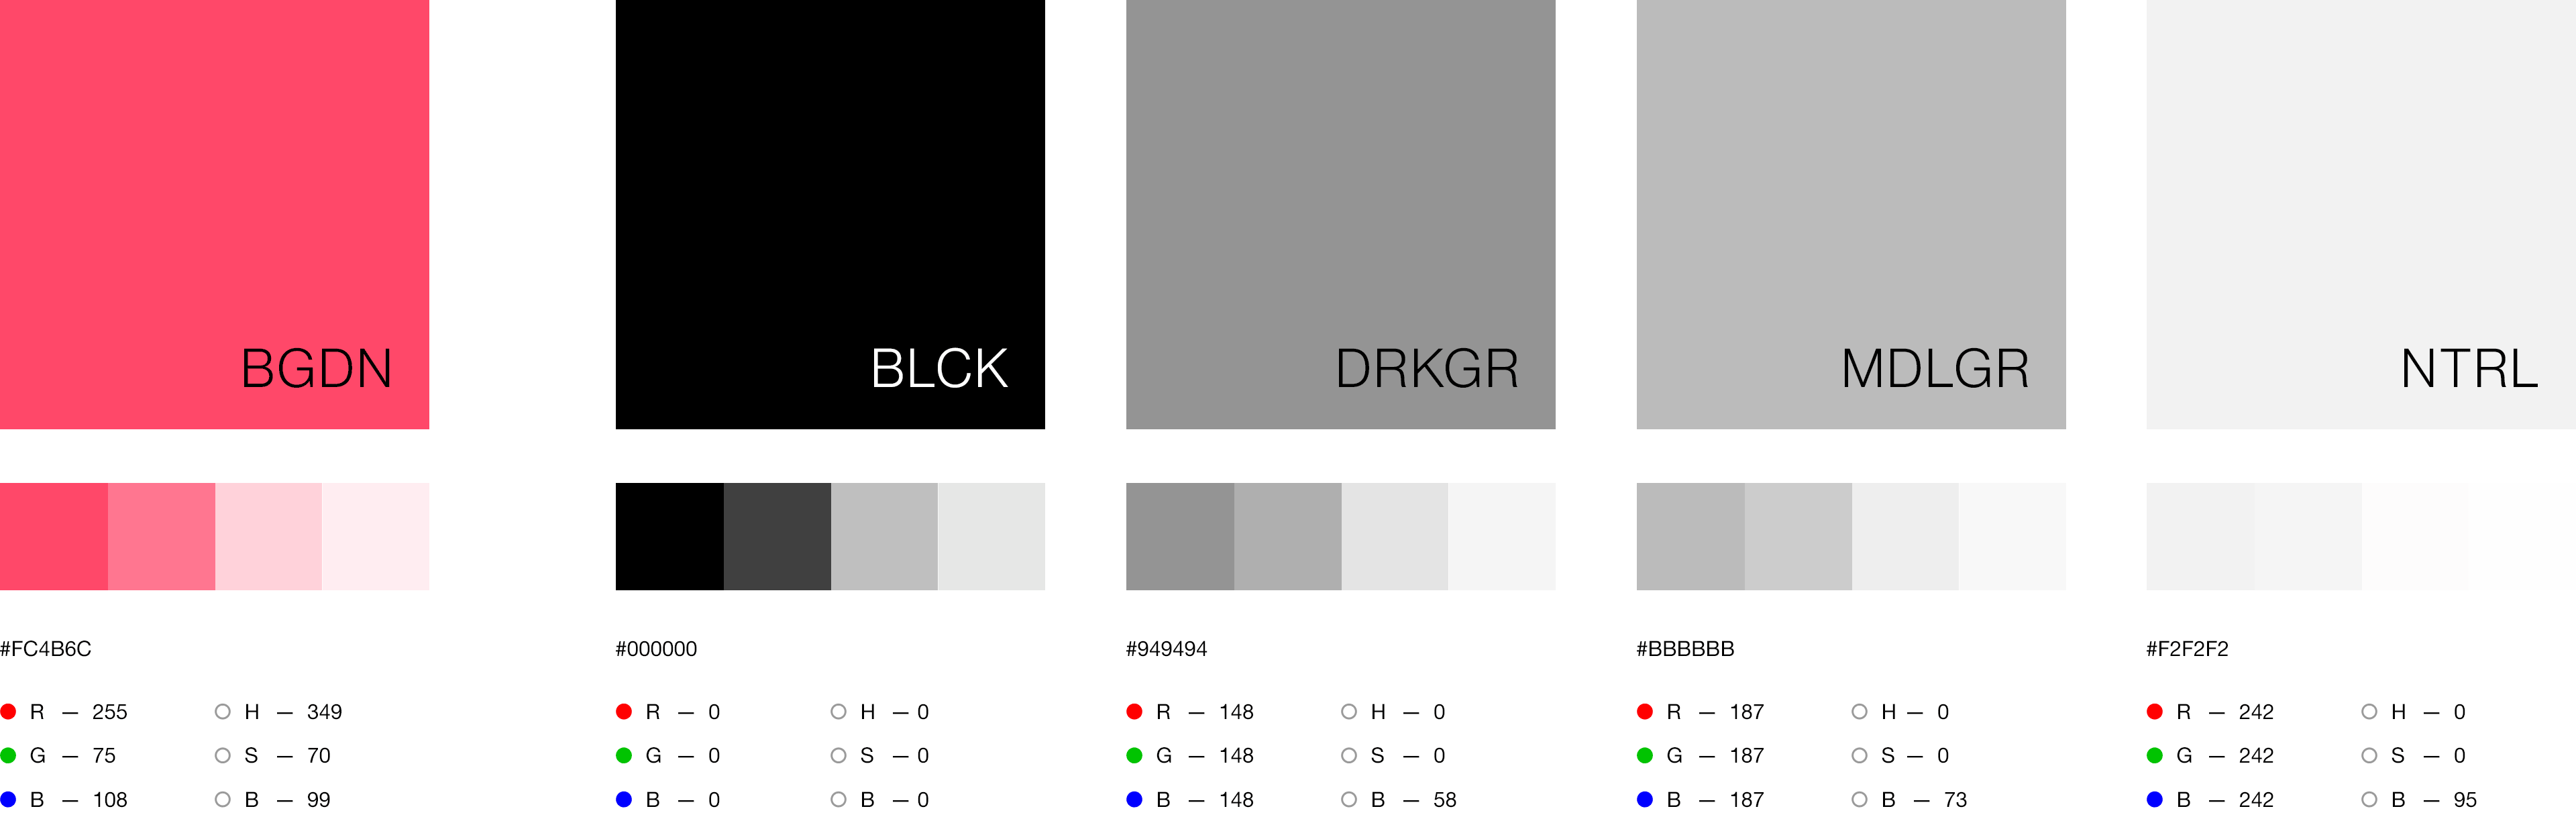 BGDN
BLCK
DRKGR
MDLGR
NTRL
#FC4B6C
#000000
#949494
#BBBBBB
#F2F2F2
R — 255
H — 349
R — 0
H — 0
R — 148
H — 0
R — 187
H — 0
R — 242
H — 0
G — 75
S — 70
G — 0
S — 0
G — 148
S — 0
G — 187
S — 0
G — 242
S — 0
B — 108
B — 99
B — 0
B — 0
B — 148
B — 58
B — 187
B — 73
B — 242
B — 95